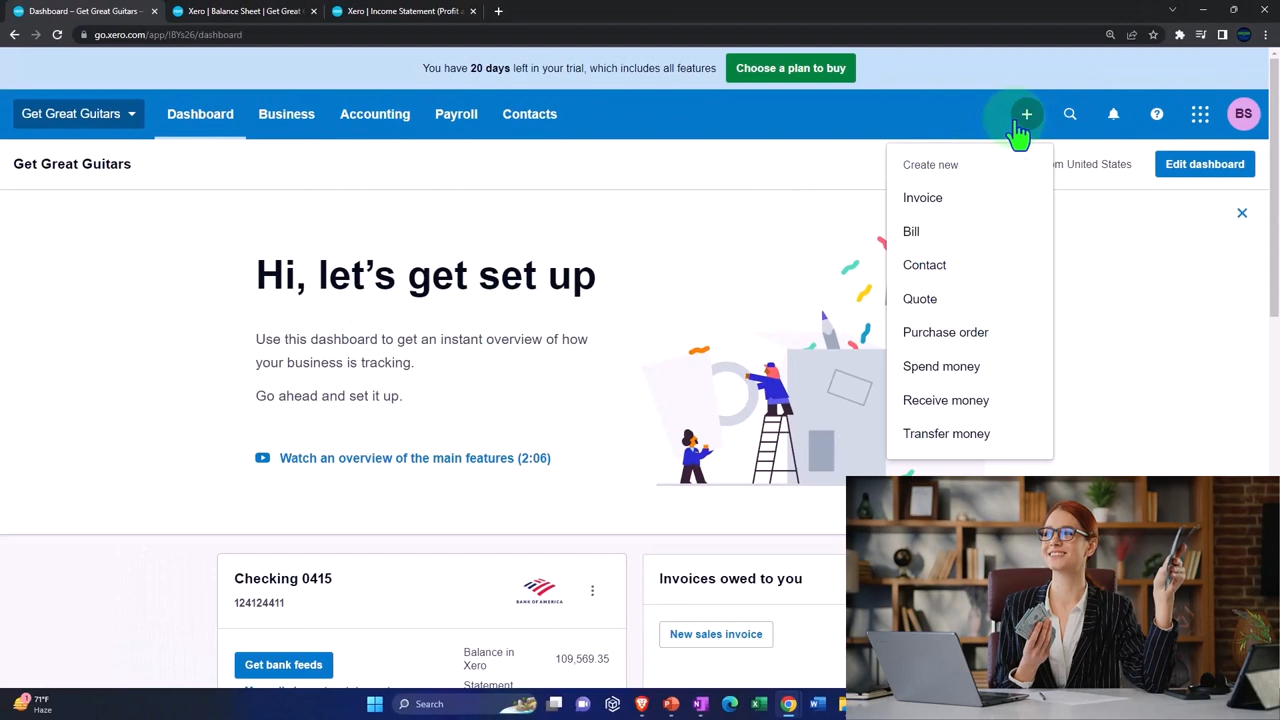 Dashboard – Get Great Guitars –
Xero | Balance Sheet | Get Great
Xero | Income Statement (Profit a
go.xero.com/app/!BYs26/dashboard
You have 20 days left in your trial, which includes all features
Choose a plan to buy
Get Great Guitars
Dashboard
Business
Accounting
Payroll
Contacts
BS
Get Great Guitars
om United States
Edit dashboard
Create new
Invoice
Bill
Contact
Quote
Purchase order
Spend money
Receive money
Transfer money
Hi, let's get set up
Use this dashboard to get an instant overview of how
your business is tracking.
Go ahead and set it up.
Watch an overview of the main features (2:06)
Checking 0415
124124411
BANK OF AMERICA
Invoices owed to you
New sales invoice
Get bank feeds
Balance in
Xero
109,569.35
Statement
71°F
Haze
Search